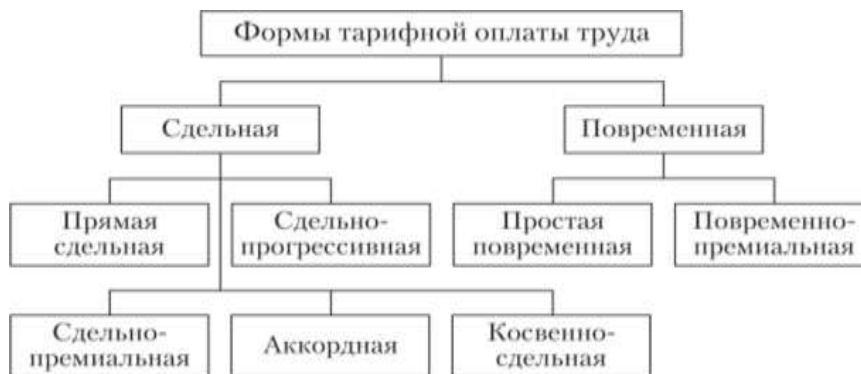 Формы тарифной оплаты труда
Сдельная
Повременная
Прямая
сдельная
Сдельно-
прогрессивная
Простая
повременная
Повременно-
премиальная
Сдельно-
премиальная
Аккордная
Косвенно-
сдельная